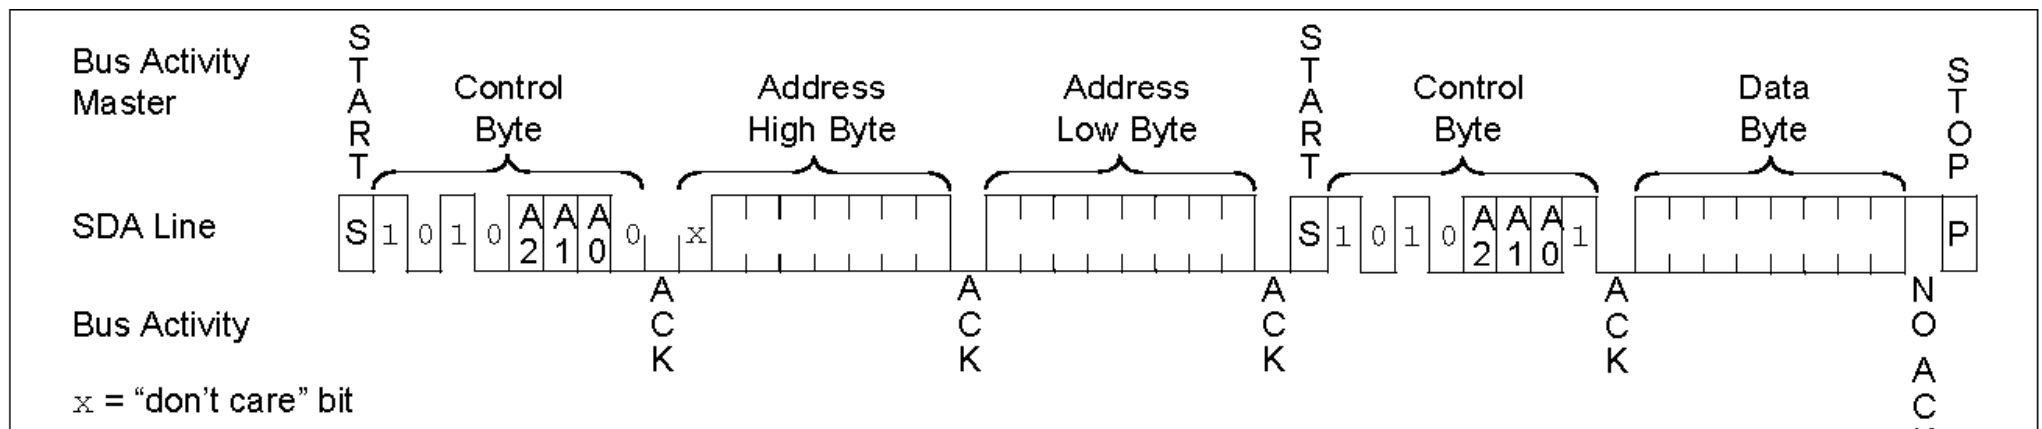 Bus Activity
Master
START
Control
Byte
Address
High Byte
Address
Low Byte
START
Control
Byte
Data
Byte
STOP
SDA Line
S 1 0 1 0 A2 A1 A0 0 x S 1 0 1 0 A2 A1 A0 1 P
Bus Activity
ACK
ACK
ACK
ACK
NO AC
x = “don’t care” bit